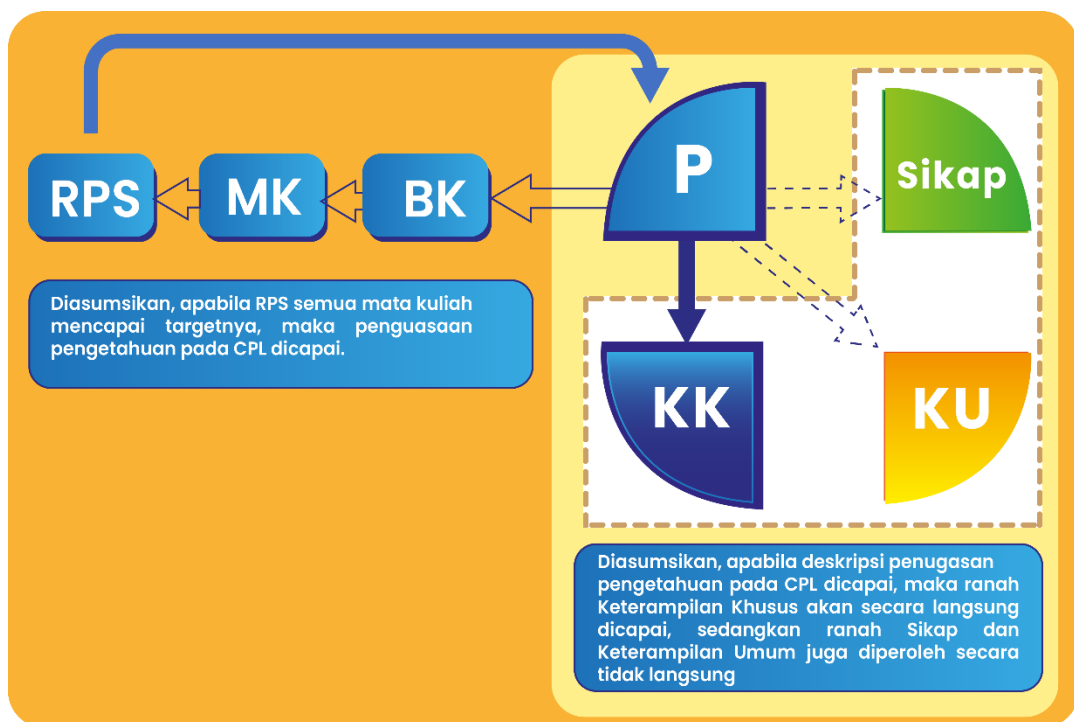 RPS
MK
BK
P
Sikap
KK
KU
Diasumsikan, apabila RPS semua mata kuliah
mencapai targetnya, maka penguasaan
pengetahuan pada CPL dicapai.
Diasumsikan, apabila deskripsi penugasan
pengetahuan pada CPL dicapai, maka ranah
Keterampilan Khusus akan secara langsung
dicapai, sedangkan ranah Sikap dan
Keterampilan Umum juga diperoleh secara
tidak langsung